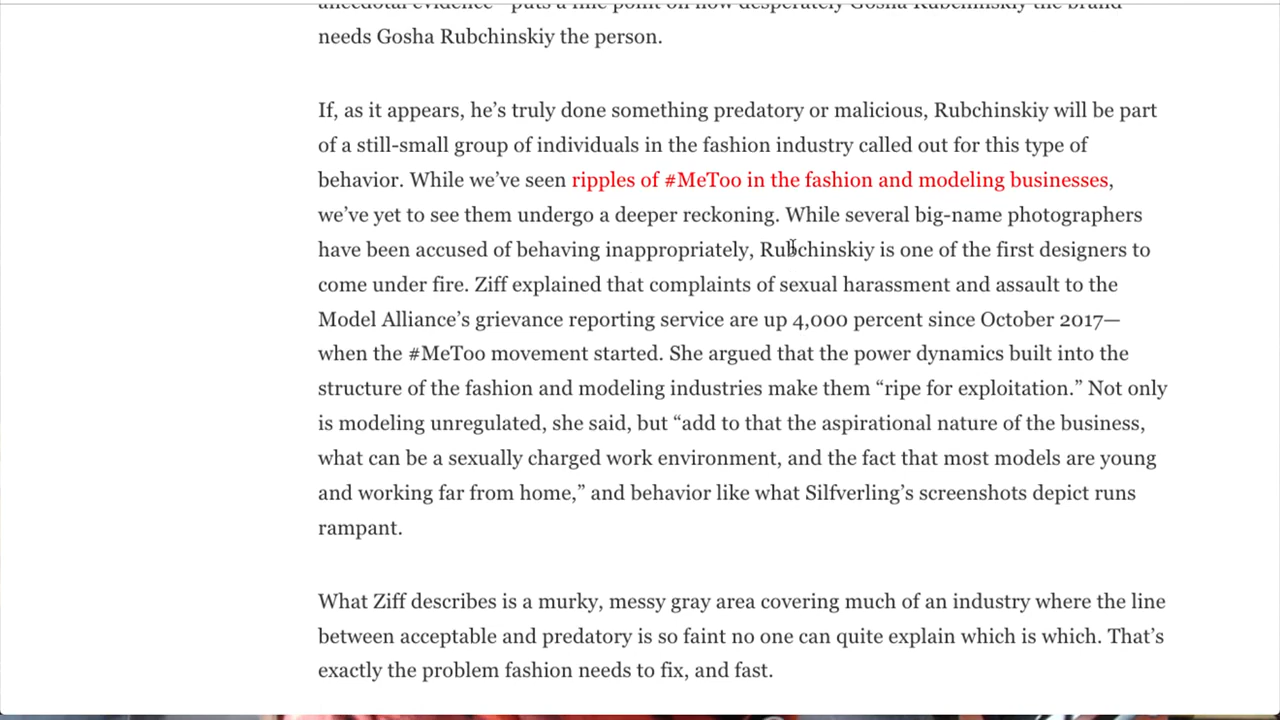 needs Gosha Rubchinskiy the person.
If, as it appears, he’s truly done something predatory or malicious, Rubchinskiy will be part
of a still-small group of individuals in the fashion industry called out for this type of
behavior. While we’ve seen ripples of #MeToo in the fashion and modeling businesses,
we’ve yet to see them undergo a deeper reckoning. While several big-name photographers
have been accused of behaving inappropriately, Rubchinskiy is one of the first designers to
come under fire. Ziff explained that complaints of sexual harassment and assault to the
Model Alliance’s grievance reporting service are up 4,000 percent since October 2017—
when the #MeToo movement started. She argued that the power dynamics built into the
structure of the fashion and modeling industries make them “ripe for exploitation.” Not only
is modeling unregulated, she said, but “add to that the aspirational nature of the business,
what can be a sexually charged work environment, and the fact that most models are young
and working far from home,” and behavior like what Silfverling’s screenshots depict runs
rampant.
What Ziff describes is a murky, messy gray area covering much of an industry where the line
between acceptable and predatory is so faint no one can quite explain which is which. That’s
exactly the problem fashion needs to fix, and fast.